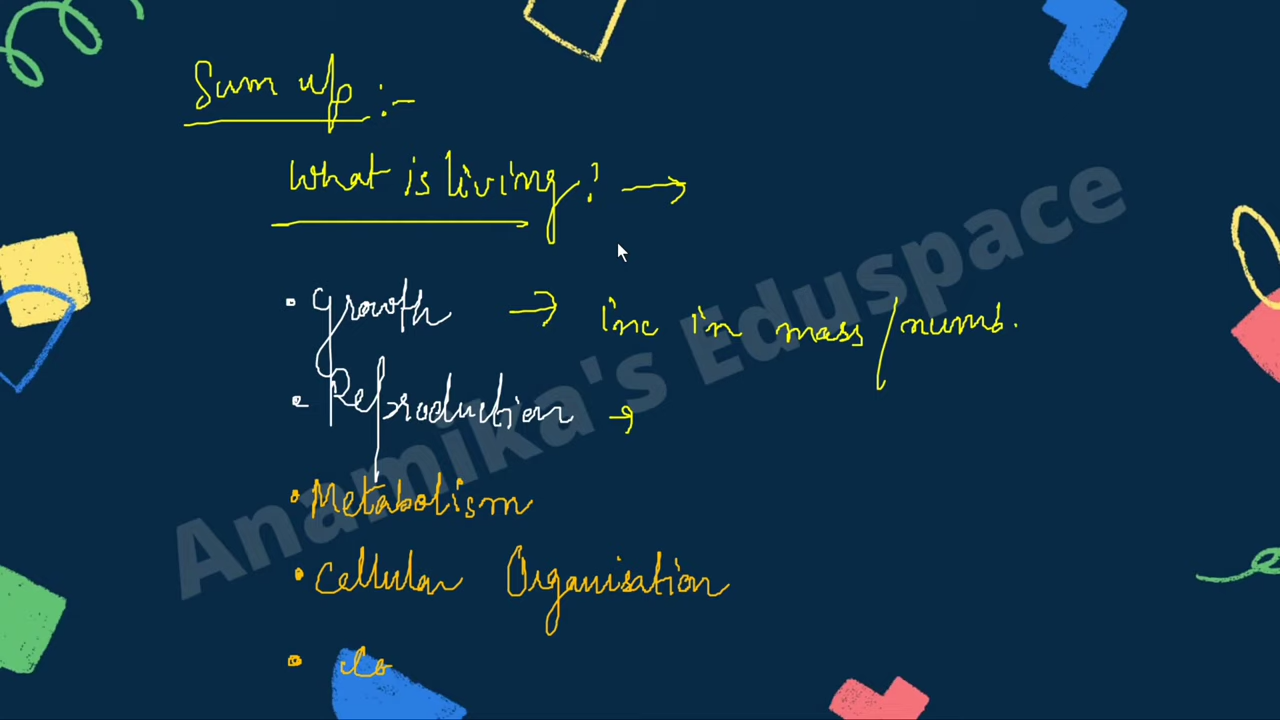 Sum up :-
What is living? →
• Growth → inc in mass/numb.
• Reproduction →
• Metabolism
• Cellular Organisation
•
Anamika's Eduspace